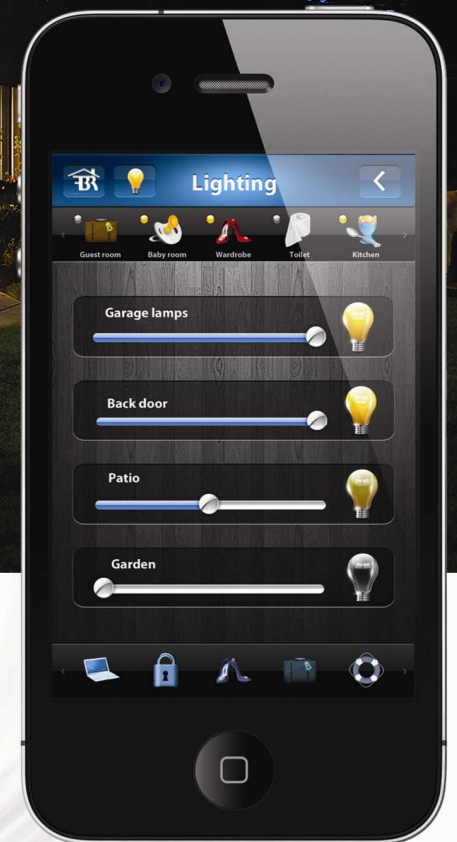 Lighting
Guest room
Baby room
Wardrobe
Toilet
Kitchen
Garage lamps
Back door
Patio
Garden